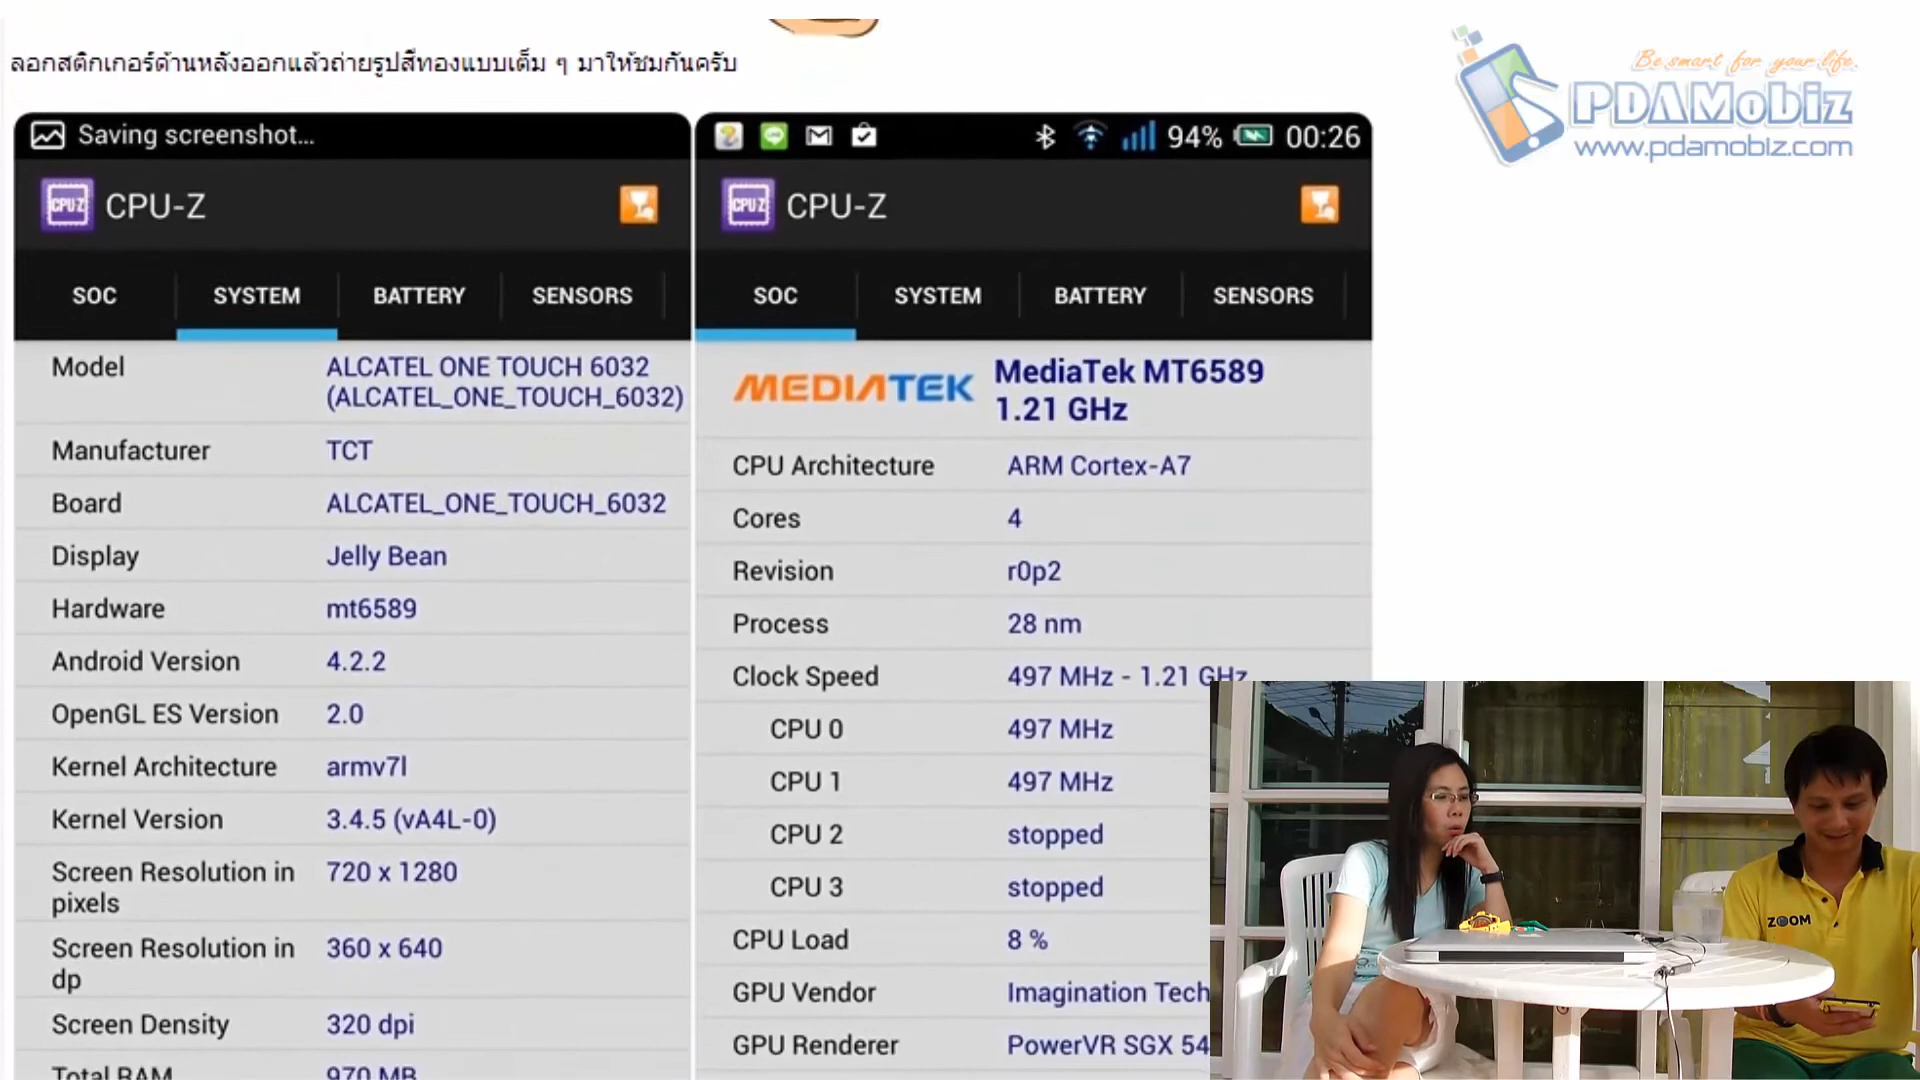 ลอกสติกเกอร์ด้านหลังออกแล้วถ่ายรูปสีทองแบบเต็ม ๆ มาให้ชมกันครับ
Be smart for your life.
PDAMobiz
www.pdamobiz.com
Saving screenshot...
CPU-Z
CPU-Z
SOC SYSTEM BATTERY SENSORS
Model ALCATEL ONE TOUCH 6032
(ALCATEL_ONE_TOUCH_6032)
Manufacturer TCT
Board ALCATEL_ONE_TOUCH_6032
Display Jelly Bean
Hardware mt6589
Android Version 4.2.2
OpenGL ES Version 2.0
Kernel Architecture armv7l
Kernel Version 3.4.5 (vA4L-0)
Screen Resolution in 720 x 1280
pixels
Screen Resolution in 360 x 640
dp
Screen Density 320 dpi
Total RAM 970 MB
94% 00:26
CPU-Z
CPU-Z
SOC SYSTEM BATTERY SENSORS
MEDIATEK MediaTek MT6589
1.21 GHz
CPU Architecture ARM Cortex-A7
Cores 4
Revision r0p2
Process 28 nm
Clock Speed 497 MHz - 1.21 GHz
CPU 0 497 MHz
CPU 1 497 MHz
CPU 2 stopped
CPU 3 stopped
CPU Load 8 %
GPU Vendor Imagination Tech
GPU Renderer PowerVR SGX 54
ZOOM